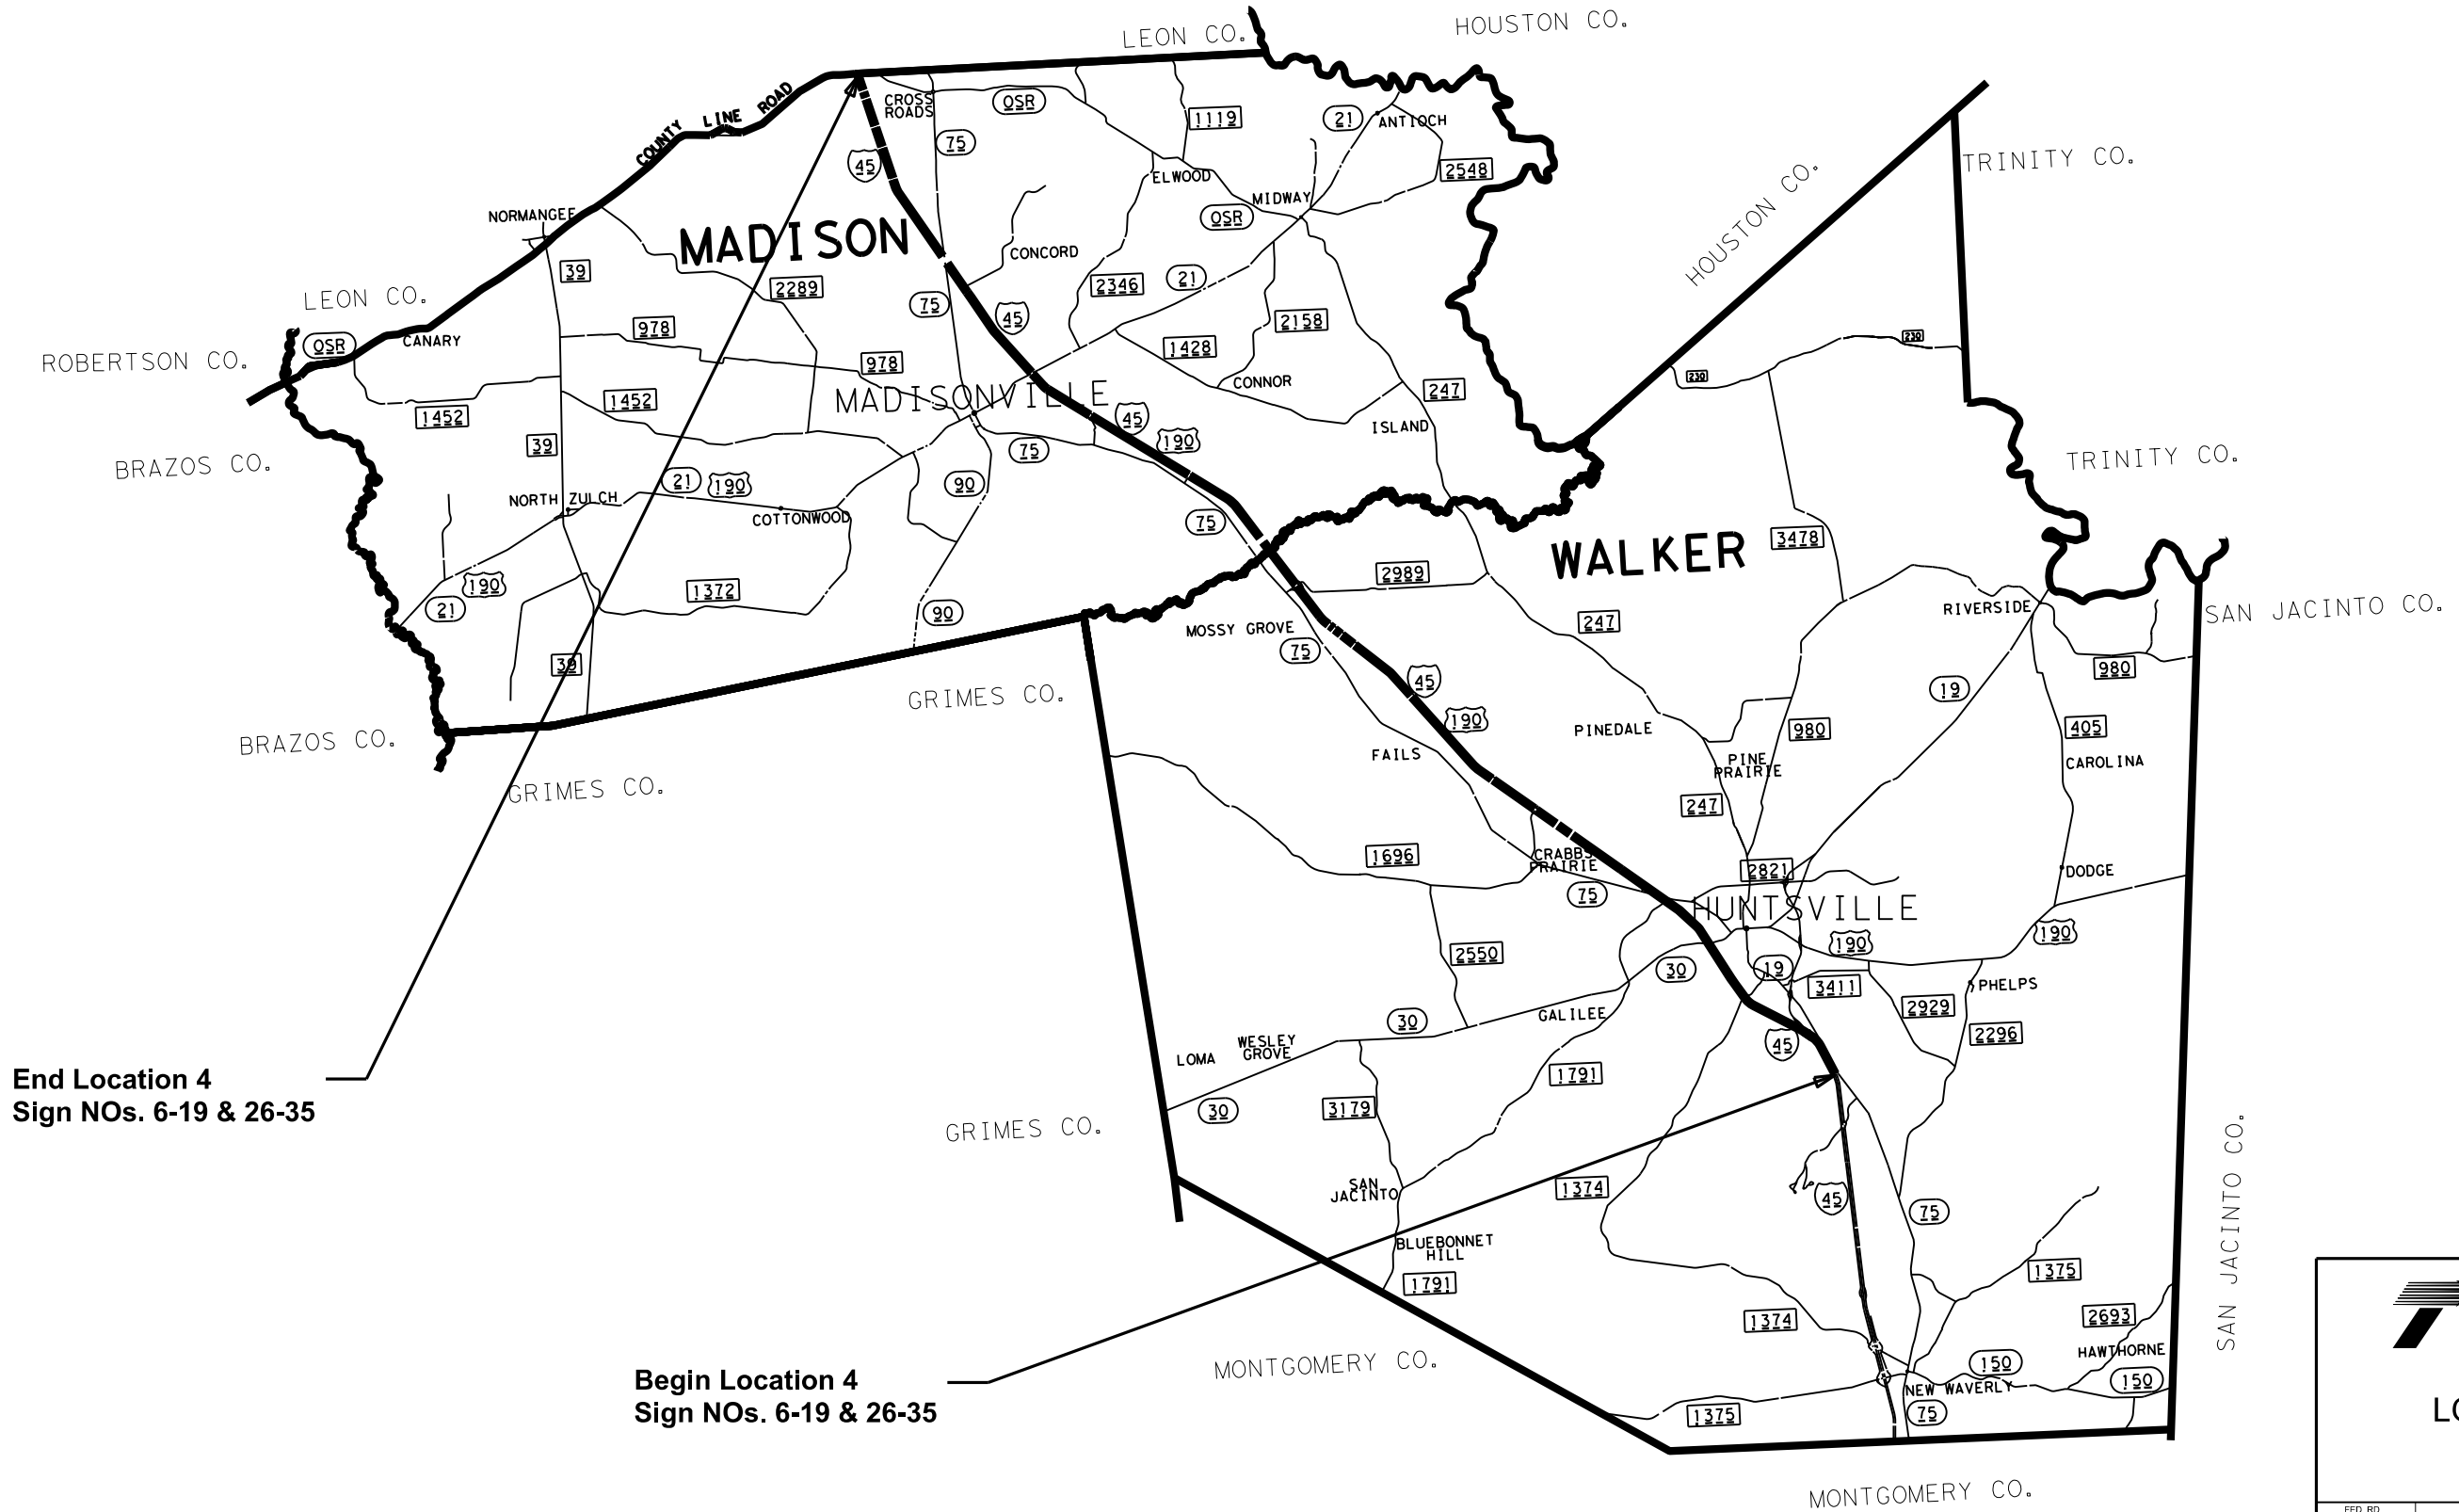 LEON CO.
HOUSTON CO.
COUNTY LINE ROAD
CROSS
ROADS
OSR
1119
21
ANTIOCH
75
45
2548
ELWOOD
MIDWAY
OSR
TRINITY CO.
HOUSTON CO.
NORMANGEE
MADISON
CONCORD
39
2289
2346
21
LEON CO.
75
45
2158
OSR
CANARY
978
978
1428
ROBERTSON CO.
230
230
CONNOR
247
MADISONVILLE
1452
1452
45
190
ISLAND
39
75
BRAZOS CO.
TRINITY CO.
21
190
90
NORTH ZULCH
COTTONWOOD
75
WALKER
3478
190
21
1372
90
2989
RIVERSIDE
SAN JACINTO CO.
MOSSY GROVE
75
247
39
980
GRIMES CO.
45
19
190
PINEDALE
980
405
BRAZOS CO.
FAILS
PINE
PRAIRIE
CAROLINA
GRIMES CO.
247
1696
CRABBS
PRAIRIE
2821
DODGE
75
HUNTSVILLE
190
190
2550
30
19
3411
PHELPS
2929
GALILEE
30
2296
WESLEY
GROVE
LOMA
45
1791
End Location 4
Sign NOs. 6-19 & 26-35
3179
30
GRIMES CO.
SAN
JACINTO
1374
45
75
SAN JACINTO CO.
BLUEBONNET
HILL
1791
1375
1374
2693
HAWTHORNE
MONTGOMERY CO.
150
150
NEW WAVERLY
Begin Location 4
Sign NOs. 6-19 & 26-35
1375
75
MONTGOMERY CO.
FED RD